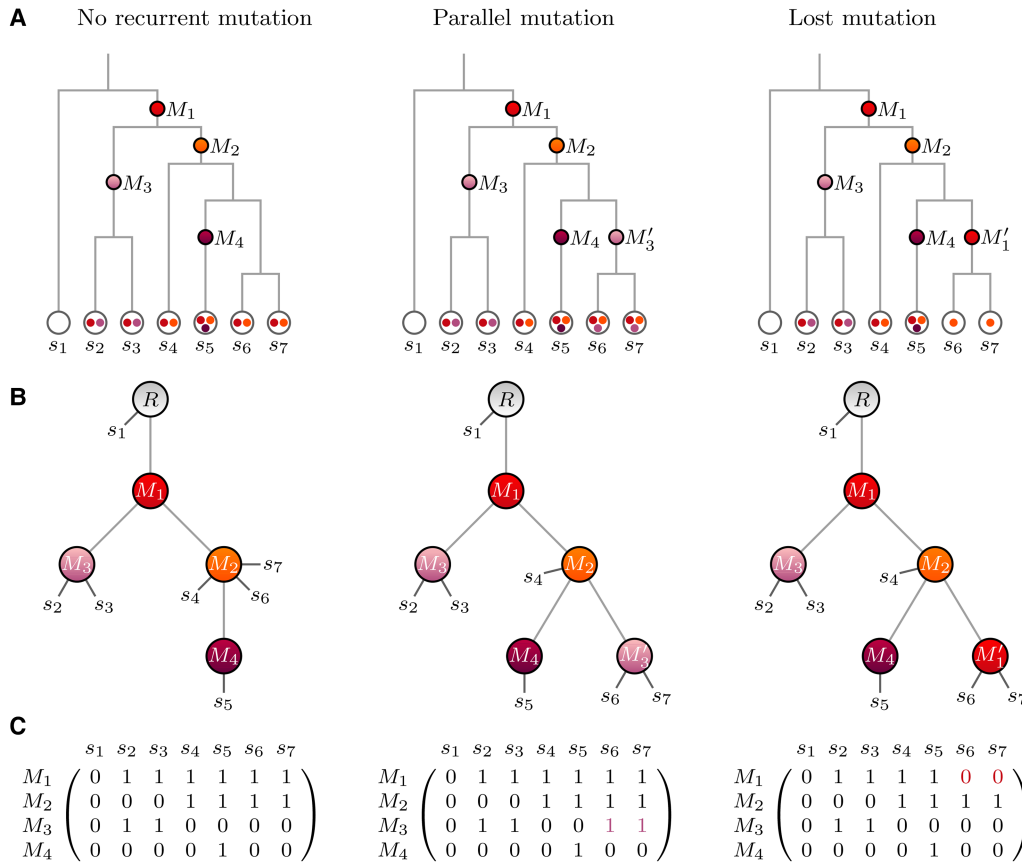 A No recurrent mutation Parallel mutation Lost mutation
M₁ M₁ M₁
M₂ M₂ M₂
M₃ M₃ M₃
M₄ M₄ M₃′ M₄ M₁′
s₁ s₂ s₃ s₄ s₅ s₆ s₇ s₁ s₂ s₃ s₄ s₅ s₆ s₇ s₁ s₂ s₃ s₄ s₅ s₆ s₇
B R R R
s₁ s₁ s₁
M₁ M₁ M₁
M₃ M₂ s₇ M₃ s₄ M₂ M₃ s₄ M₂
s₂ s₃ s₄ s₆ s₂ s₃ s₂ s₃
M₄ M₄ M₃′ M₄ M₁′
s₅ s₅ s₆ s₇ s₅ s₆ s₇
C
s₁ s₂ s₃ s₄ s₅ s₆ s₇ s₁ s₂ s₃ s₄ s₅ s₆ s₇ s₁ s₂ s₃ s₄ s₅ s₆ s₇
M₁ 0 1 1 1 1 1 1 M₁ 0 1 1 1 1 1 1 M₁ 0 1 1 1 1 0 0
M₂ 0 0 0 1 1 1 1 M₂ 0 0 0 1 1 1 1 M₂ 0 0 0 1 1 1 1
M₃ 0 1 1 0 0 0 0 M₃ 0 1 1 0 0 1 1 M₃ 0 1 1 0 0 0 0
M₄ 0 0 0 0 1 0 0 M₄ 0 0 0 0 1 0 0 M₄ 0 0 0 0 1 0 0